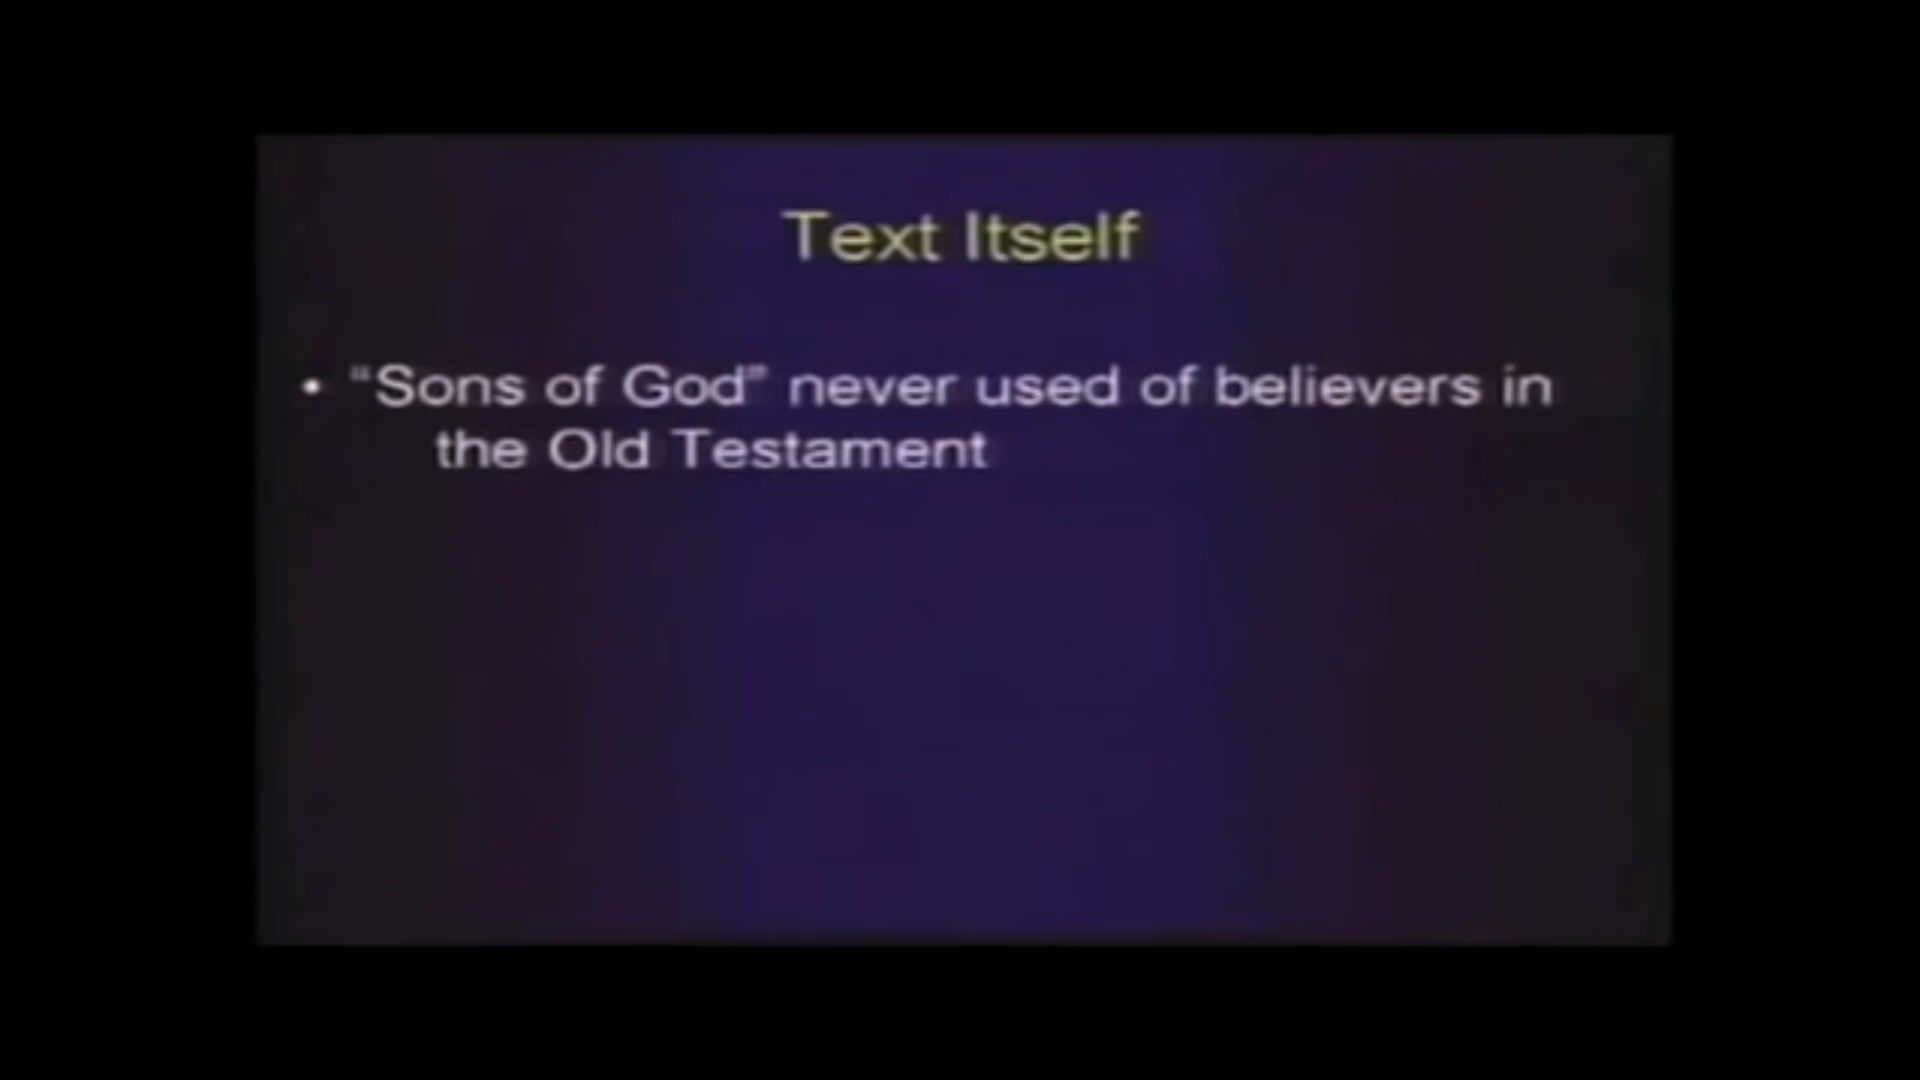 Text Itself
• “Sons of God” never used of believers in
the Old Testament